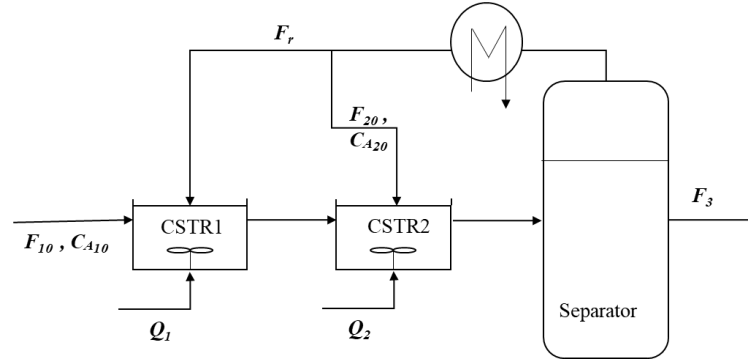 F_r
F_20 ,
C_A20
F_3
CSTR1
CSTR2
F_10 , C_A10
Separator
Q_1
Q_2